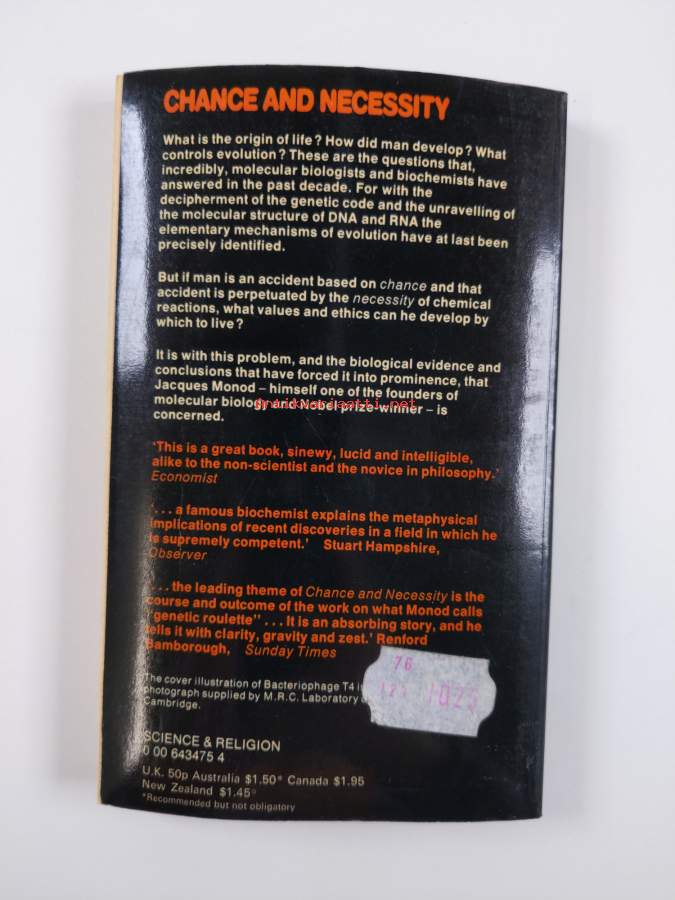 CHANCE AND NECESSITY
What is the origin of life? How did man develop? What
controls evolution? These are the questions that,
incredibly, molecular biologists and biochemists have
answered in the past decade. For with the
decipherment of the genetic code and the unravelling of
the molecular structure of DNA and RNA the
elementary mechanisms of evolution have at last been
precisely identified.
But if man is an accident based on chance and that
accident is perpetuated by the necessity of chemical
reactions, what values and ethics can he develop by
which to live?
It is with this problem, and the biological evidence and
conclusions that have forced it into prominence, that
Jacques Monod – himself one of the founders of
molecular biology and Nobel prize-winner – is
concerned.
'This is a great book, sinewy, lucid and intelligible,
alike to the non-scientist and the novice in philosophy.'
Economist
'. . . a famous biochemist explains the metaphysical
implications of recent discoveries in a field in which he
is supremely competent.' Stuart Hampshire,
Observer
'. . . the leading theme of Chance and Necessity is the
course and outcome of the work on what Monod calls
"genetic roulette" . . . It is an absorbing story, and he
tells it with clarity, gravity and zest.' Renford
Bamborough, Sunday Times
The cover illustration of Bacteriophage T4
photograph supplied by M.R.C. Laboratory
Cambridge.
76
SCIENCE & RELIGION
0 00 643475 4
U.K. 50p Australia $1.50* Canada $1.95
New Zealand $1.45*
*Recommended but not obligatory